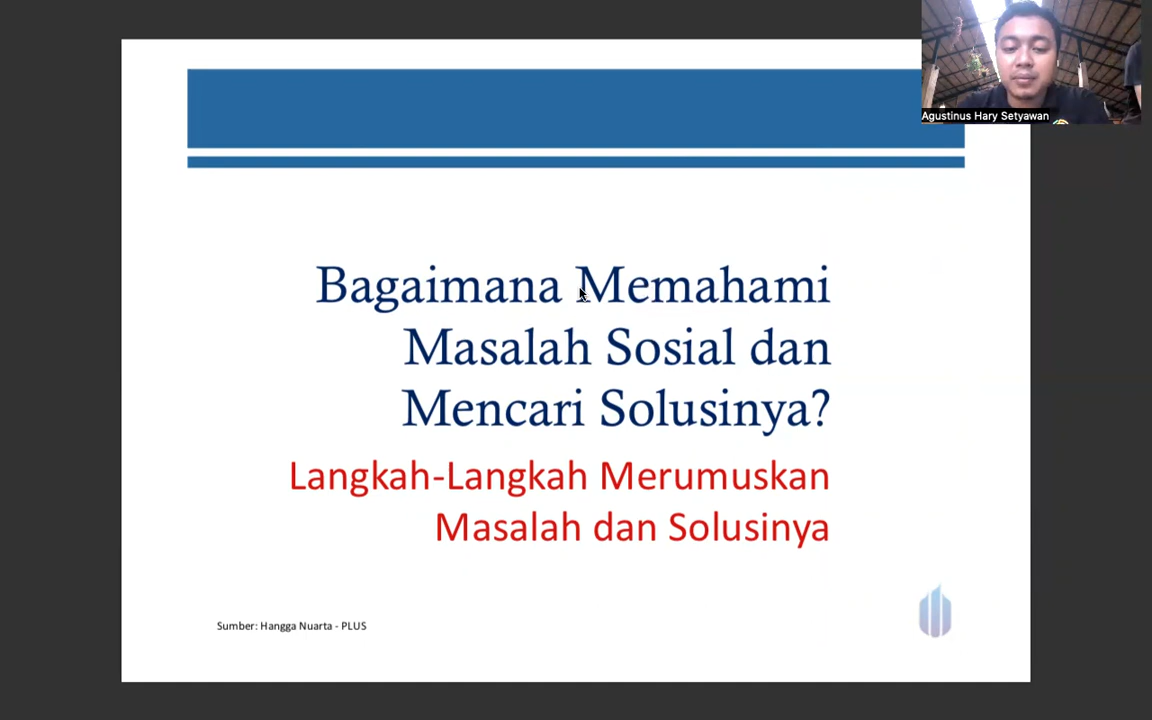 Agustinus Hary Setyawan
Bagaimana Memahami
Masalah Sosial dan
Mencari Solusinya?
Langkah-Langkah Merumuskan
Masalah dan Solusinya
Sumber: Hangga Nuarta - PLUS